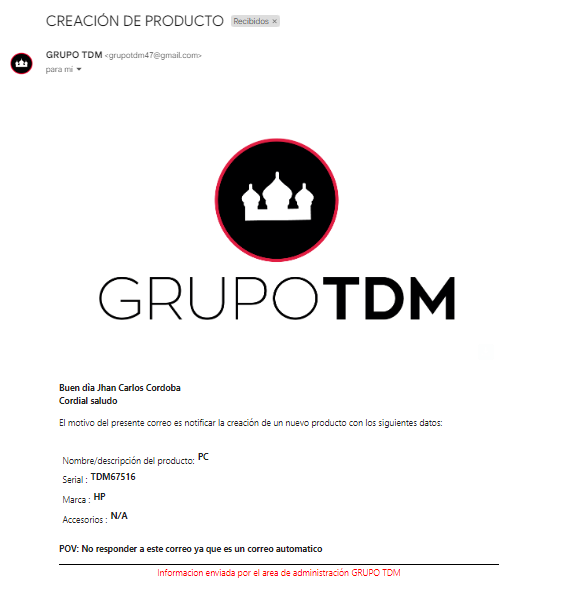 CREACIÓN DE PRODUCTO Recibidos ×
GRUPO TDM <grupotdm47@gmail.com>
para mí
GRUPOTDM
Buen día Jhan Carlos Cordoba
Cordial saludo
El motivo del presente correo es notificar la creación de un nuevo producto con los siguientes datos:
Nombre/descripción del producto: PC
Serial : TDM67516
Marca : HP
Accesorios : N/A
POV: No responder a este correo ya que es un correo automatico
Informacion enviada por el area de administración GRUPO TDM